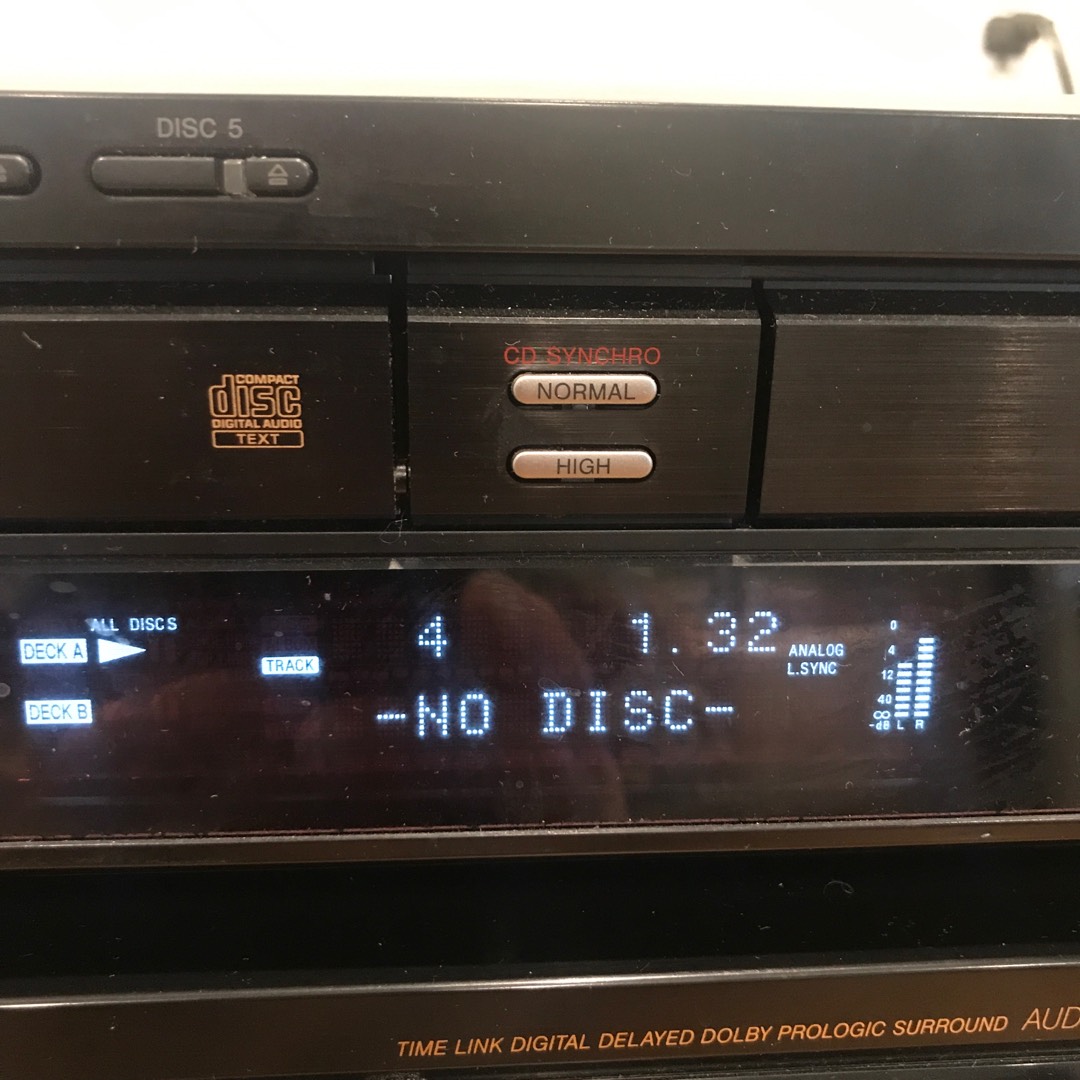 DISC 5
CD SYNCHRO
NORMAL
HIGH
COMPACT
disc
DIGITAL AUDIO
TEXT
ALL DISCS
DECK A
DECK B
TRACK
4 1.32
-NO DISC-
ANALOG
L.SYNC
0
4
12
40
∞
-dB L R
TIME LINK DIGITAL DELAYED DOLBY PROLOGIC SURROUND AUD